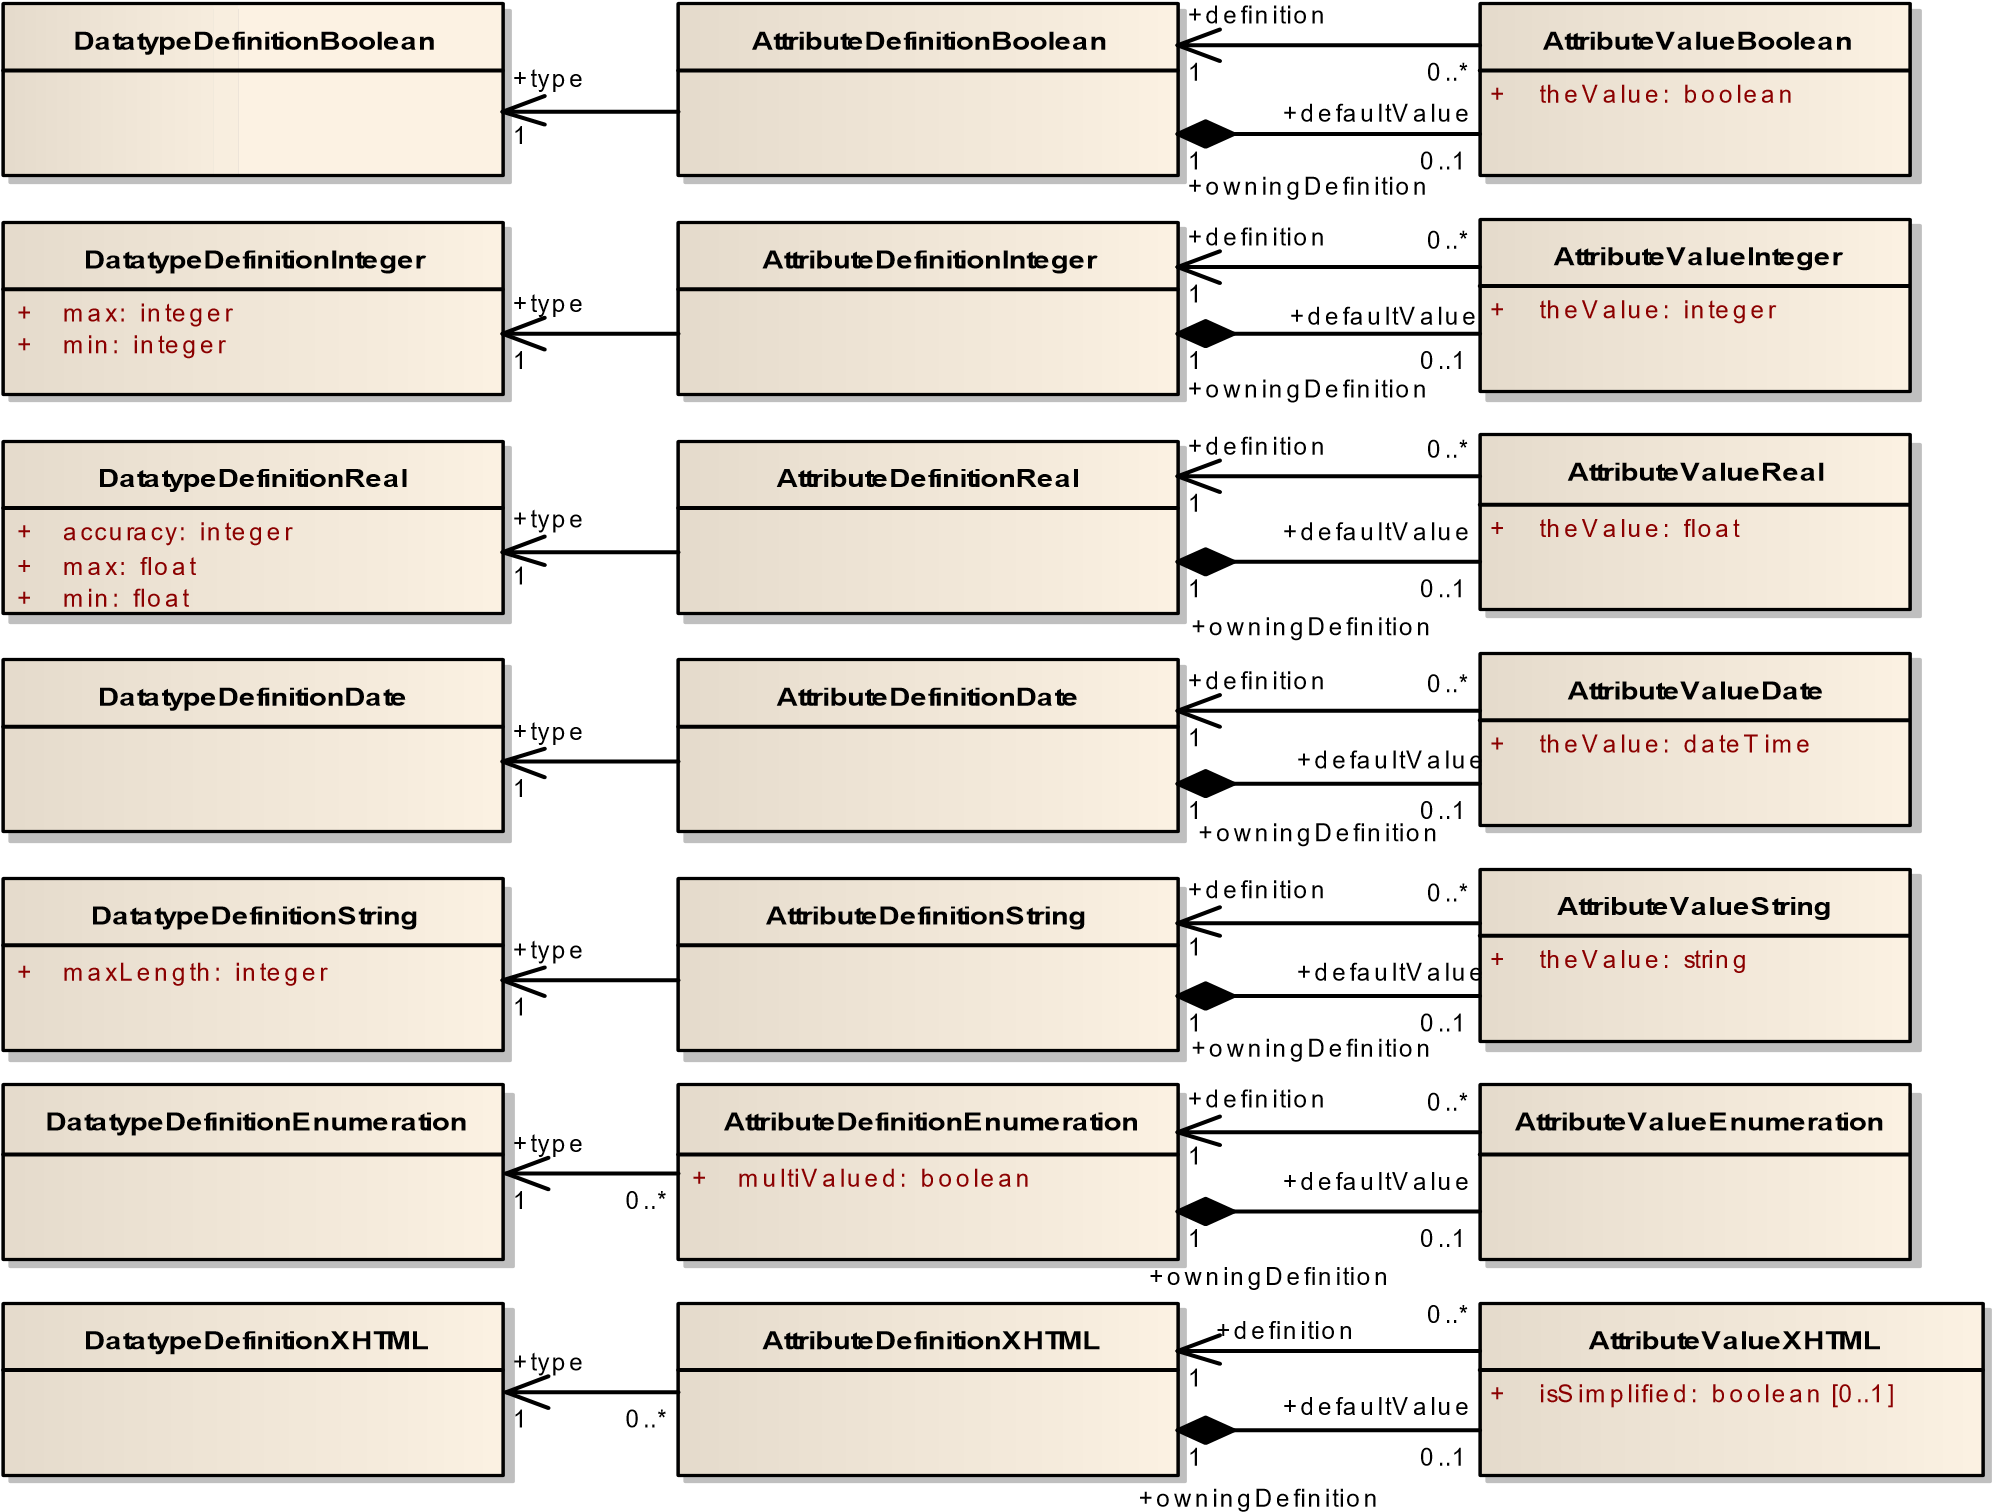 DatatypeDefinitionBoolean
+type
1
AttributeDefinitionBoolean
+definition
1
0..*
+defaultValue
1
0..1
+owningDefinition
AttributeValueBoolean
+ theValue: boolean
DatatypeDefinitionInteger
+ max: integer
+ min: integer
+type
1
AttributeDefinitionInteger
+definition
0..*
1
+defaultValue
1
0..1
+owningDefinition
AttributeValueInteger
+ theValue: integer
DatatypeDefinitionReal
+ accuracy: integer
+ max: float
+ min: float
+type
1
AttributeDefinitionReal
+definition
0..*
1
+defaultValue
1
0..1
+owningDefinition
AttributeValueReal
+ theValue: float
DatatypeDefinitionDate
+type
1
AttributeDefinitionDate
+definition
0..*
1
+defaultValue
1
0..1
+owningDefinition
AttributeValueDate
+ theValue: dateTime
DatatypeDefinitionString
+ maxLength: integer
+type
1
AttributeDefinitionString
+definition
0..*
1
+defaultValue
1
0..1
+owningDefinition
AttributeValueString
+ theValue: string
DatatypeDefinitionEnumeration
+type
1
0..*
AttributeDefinitionEnumeration
+ multiValued: boolean
+definition
0..*
1
+defaultValue
1
0..1
+owningDefinition
AttributeValueEnumeration
DatatypeDefinitionXHTML
+type
1
0..*
AttributeDefinitionXHTML
0..*
+definition
1
+defaultValue
1
0..1
+owningDefinition
AttributeValueXHTML
+ isSimplified: boolean [0..1]